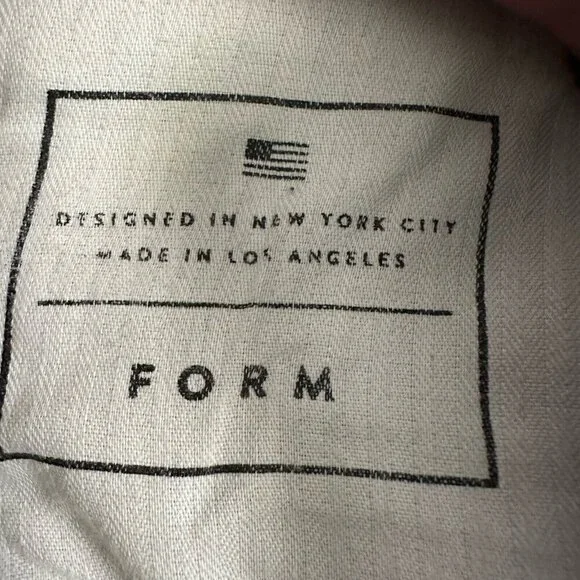 DESIGNED IN NEW YORK CITY
MADE IN LOS ANGELES
FORM